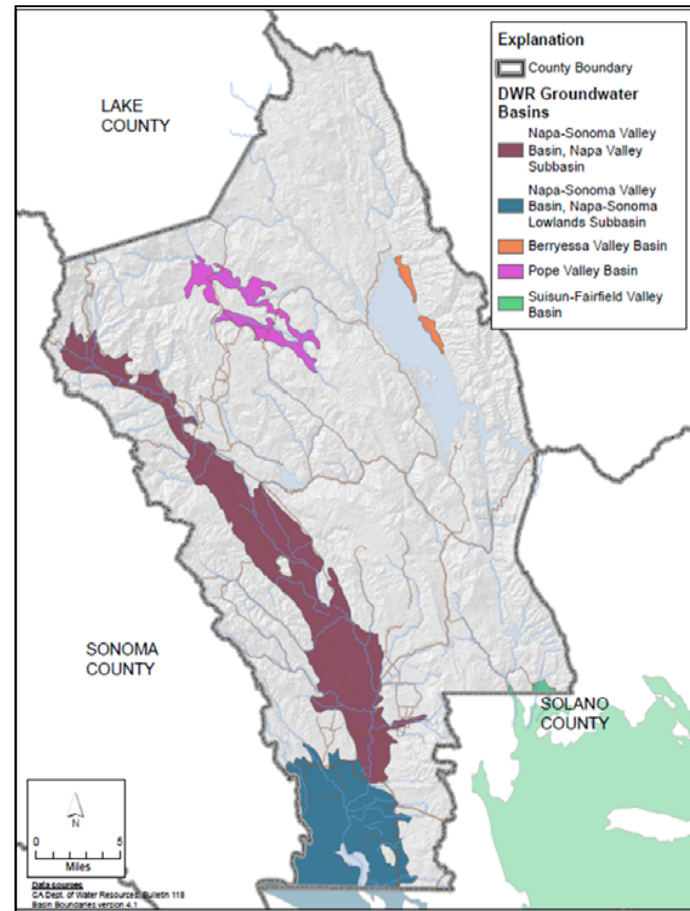 Explanation
County Boundary
DWR Groundwater
Basins
Napa-Sonoma Valley
Basin, Napa Valley
Subbasin
Napa-Sonoma Valley
Basin, Napa-Sonoma
Lowlands Subbasin
Berryessa Valley Basin
Pope Valley Basin
Suisun-Fairfield Valley
Basin
LAKE
COUNTY
SONOMA
COUNTY
SOLANO
COUNTY
N
0 5
Miles
Data sources
CA Dept. of Water Resources, Bulletin 118
Basin Boundaries version 4.1